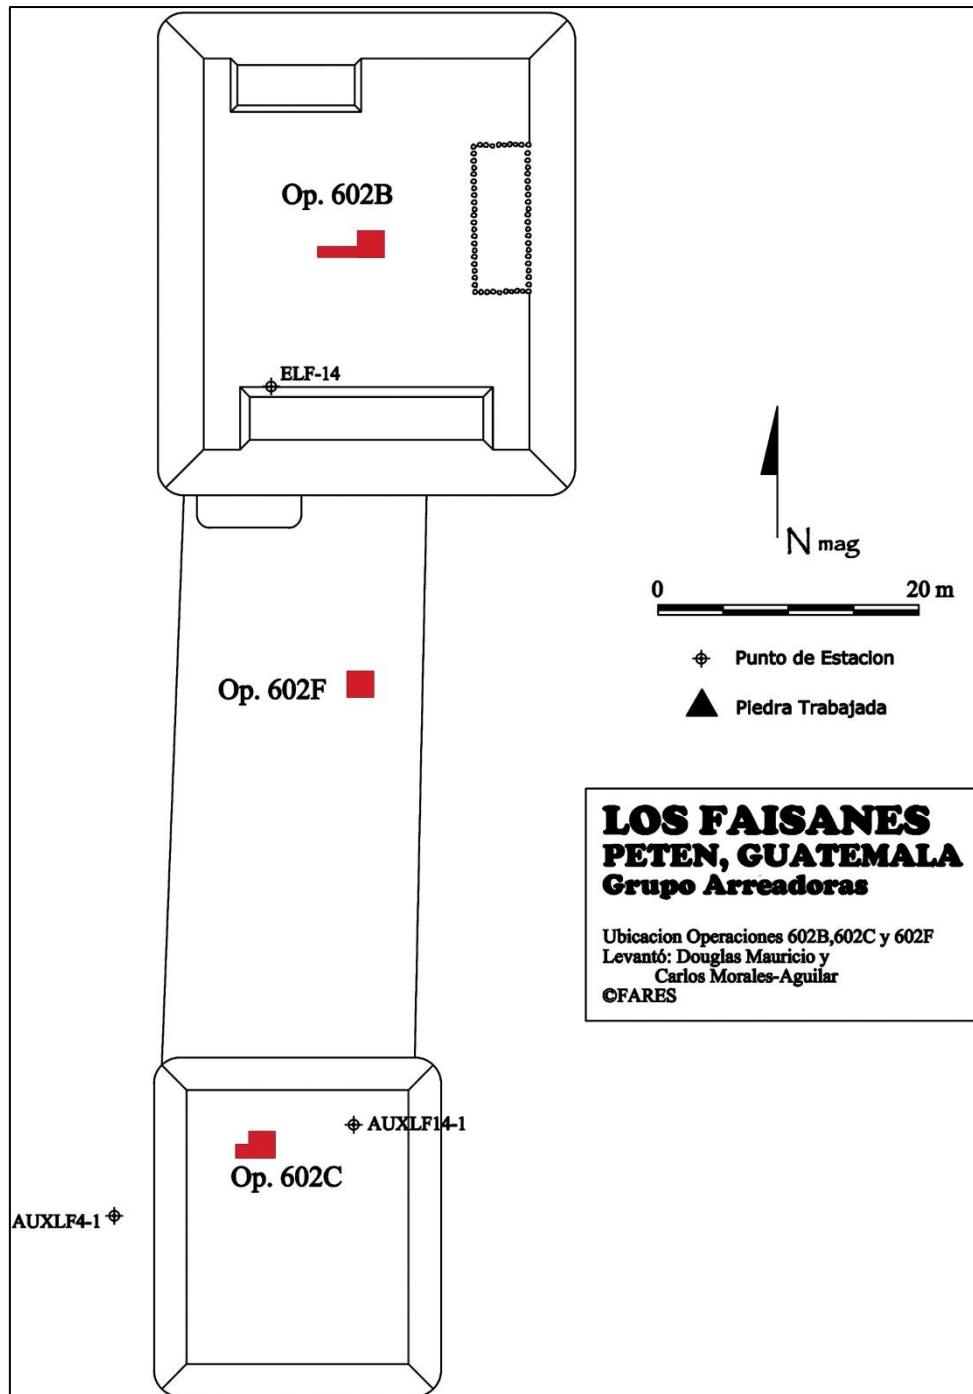 Op. 602B
ELF-14
N mag
0 20 m
Op. 602F
Punto de Estacion
Piedra Trabajada
LOS FAISANES
PETEN, GUATEMALA
Grupo Arreadoras
Ubicacion Operaciones 602B,602C y 602F
Levantó: Douglas Mauricio y
Carlos Morales-Aguilar
©FARES
AUXLF14-1
Op. 602C
AUXLF4-1